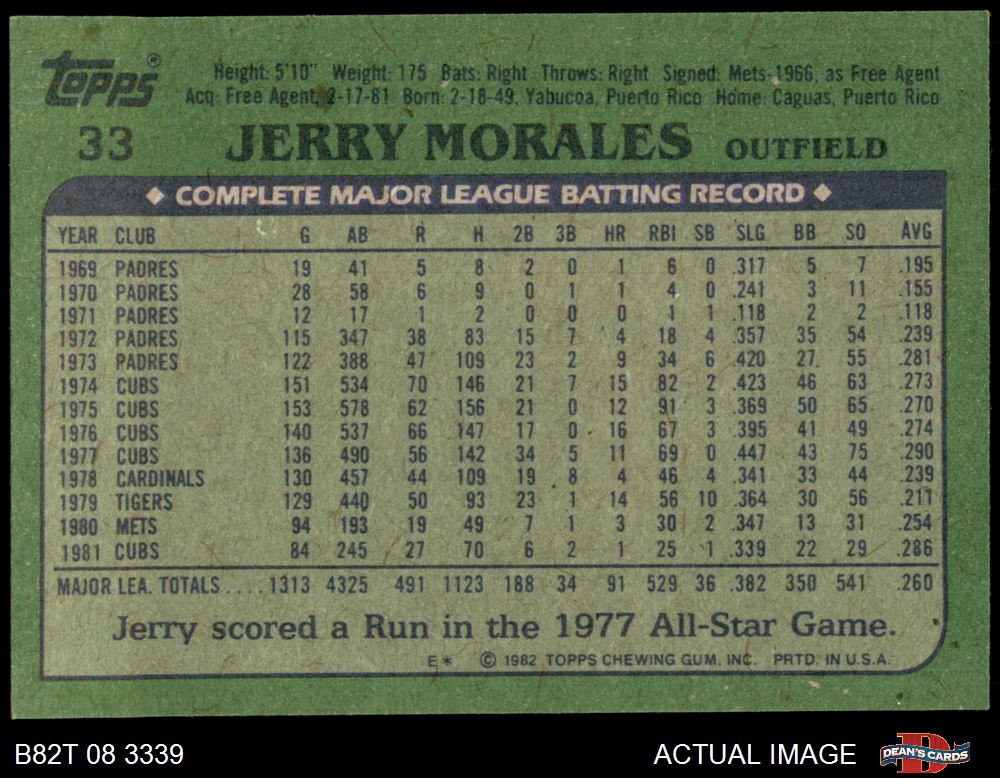 Topps® Height: 5'10" Weight: 175 Bats: Right Throws: Right Signed: Mets-1966, as Free Agent
Acq: Free Agent, 2-17-81 Born: 2-18-49, Yabucoa, Puerto Rico Home: Caguas, Puerto Rico
33 JERRY MORALES OUTFIELD
◆ COMPLETE MAJOR LEAGUE BATTING RECORD ◆
YEAR CLUB G AB R H 2B 3B HR RBI SB SLG BB SO AVG
1969 PADRES 19 41 5 8 2 0 1 6 0 .317 5 7 .195
1970 PADRES 28 58 6 9 0 1 1 4 0 .241 3 11 .155
1971 PADRES 12 17 1 2 0 0 0 1 1 .118 2 2 .118
1972 PADRES 115 347 38 83 15 7 4 18 4 .357 35 54 .239
1973 PADRES 122 388 47 109 23 2 9 34 6 .420 27 55 .281
1974 CUBS 151 534 70 146 21 7 15 82 2 .423 46 63 .273
1975 CUBS 153 578 62 156 21 0 12 91 3 .369 50 65 .270
1976 CUBS 140 537 66 147 17 0 16 67 3 .395 41 49 .274
1977 CUBS 136 490 56 142 34 5 11 69 0 .447 43 75 .290
1978 CARDINALS 130 457 44 109 19 8 4 46 4 .341 33 44 .239
1979 TIGERS 129 440 50 93 23 1 14 56 10 .364 30 56 .211
1980 METS 94 193 19 49 7 1 3 30 2 .347 13 31 .254
1981 CUBS 84 245 27 70 6 2 1 25 1 .339 22 29 .286
MAJOR LEA. TOTALS .... 1313 4325 491 1123 188 34 91 529 36 .382 350 541 .260
Jerry scored a Run in the 1977 All-Star Game.
E* © 1982 TOPPS CHEWING GUM, INC. PRTD. IN U.S.A.
B82T 08 3339 ACTUAL IMAGE D DEAN'S CARDS